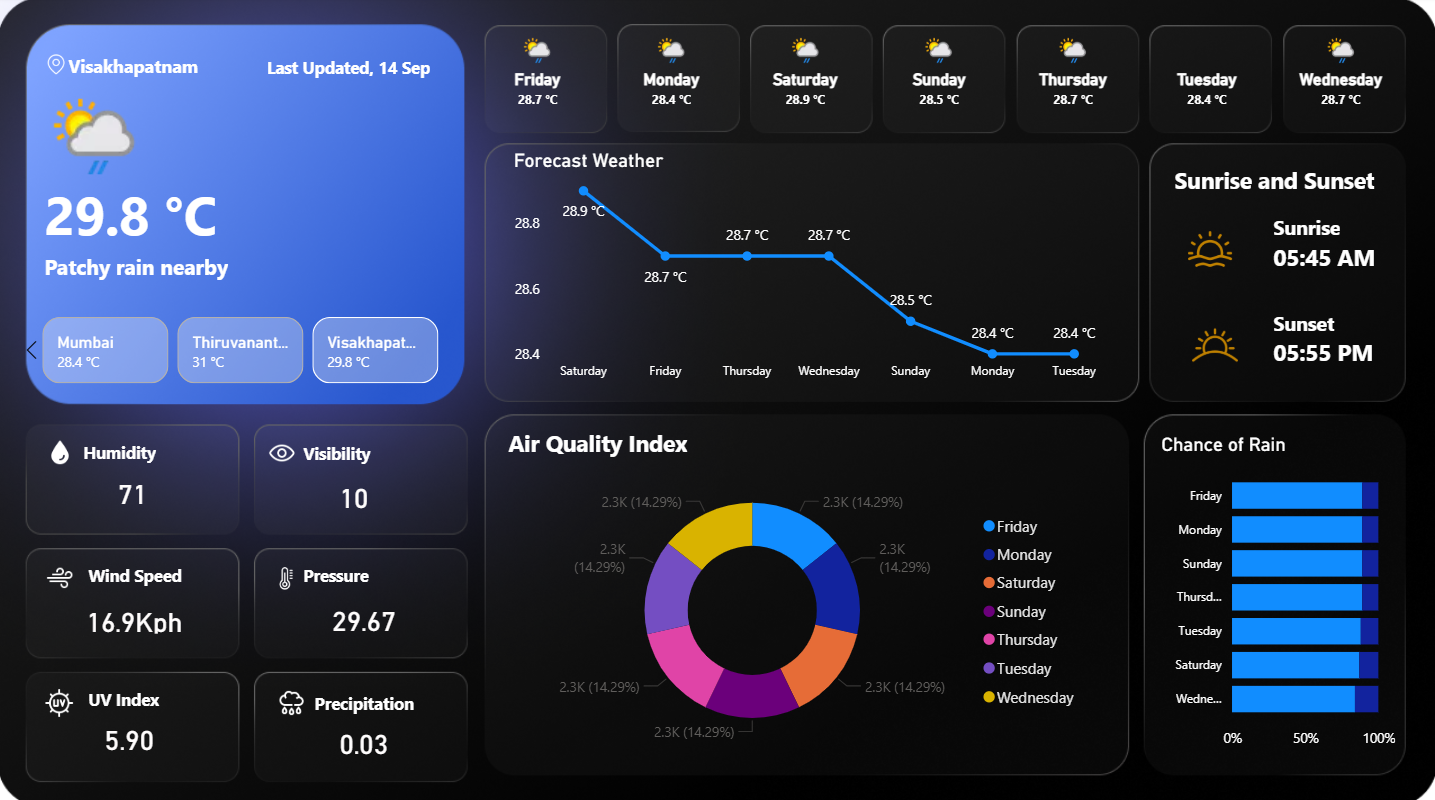 Visakhapatnam
Last Updated, 14 Sep
29.8 °C
Patchy rain nearby
Mumbai
28.4 °C
Thiruvanant...
31 °C
Visakhapat...
29.8 °C
Friday
28.7 °C
Monday
28.4 °C
Saturday
28.9 °C
Sunday
28.5 °C
Thursday
28.7 °C
Tuesday
28.4 °C
Wednesday
28.7 °C
Forecast Weather
28.8
28.6
28.4
28.9 °C
28.7 °C
28.7 °C
28.7 °C
28.5 °C
28.4 °C
28.4 °C
Saturday
Friday
Thursday
Wednesday
Sunday
Monday
Tuesday
Sunrise and Sunset
Sunrise
05:45 AM
Sunset
05:55 PM
Humidity
71
Visibility
10
Wind Speed
16.9Kph
Pressure
29.67
UV
UV Index
5.90
Precipitation
0.03
Air Quality Index
2.3K (14.29%)
2.3K (14.29%)
2.3K
(14.29%)
2.3K
(14.29%)
2.3K (14.29%)
2.3K (14.29%)
2.3K (14.29%)
Friday
Monday
Saturday
Sunday
Thursday
Tuesday
Wednesday
Chance of Rain
Friday
Monday
Sunday
Thursd...
Tuesday
Saturday
Wedne...
0%
50%
100%